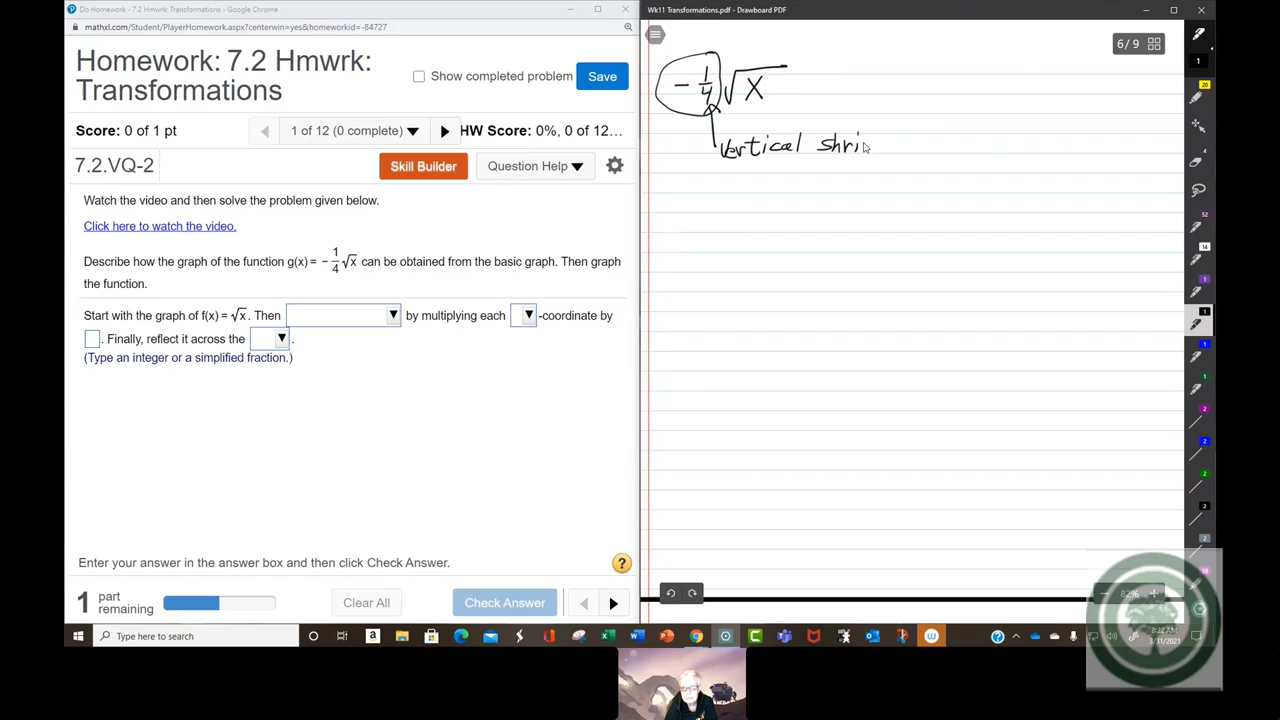 Do Homework - 7.2 Hmwrk: Transformations - Google Chrome
mathxl.com/Student/PlayerHomework.aspx?centerwin=yes&homeworkid=-84727
Homework: 7.2 Hmwrk:
Transformations
Show completed problem
Save
Score: 0 of 1 pt
1 of 12 (0 complete)
HW Score: 0%, 0 of 12...
7.2.VQ-2
Skill Builder
Question Help
Watch the video and then solve the problem given below.
Click here to watch the video.
Describe how the graph of the function g(x) = - 1/4 √x can be obtained from the basic graph. Then graph
the function.
Start with the graph of f(x) = √x. Then by multiplying each -coordinate by
. Finally, reflect it across the .
(Type an integer or a simplified fraction.)
Enter your answer in the answer box and then click Check Answer.
?
1 part
remaining
Clear All
Check Answer
Wk11 Transformations.pdf - Drawboard PDF
6 / 9
- 1/4 √X
Vertical shri
82%
Type here to search
8:22 AM
3/31/2021